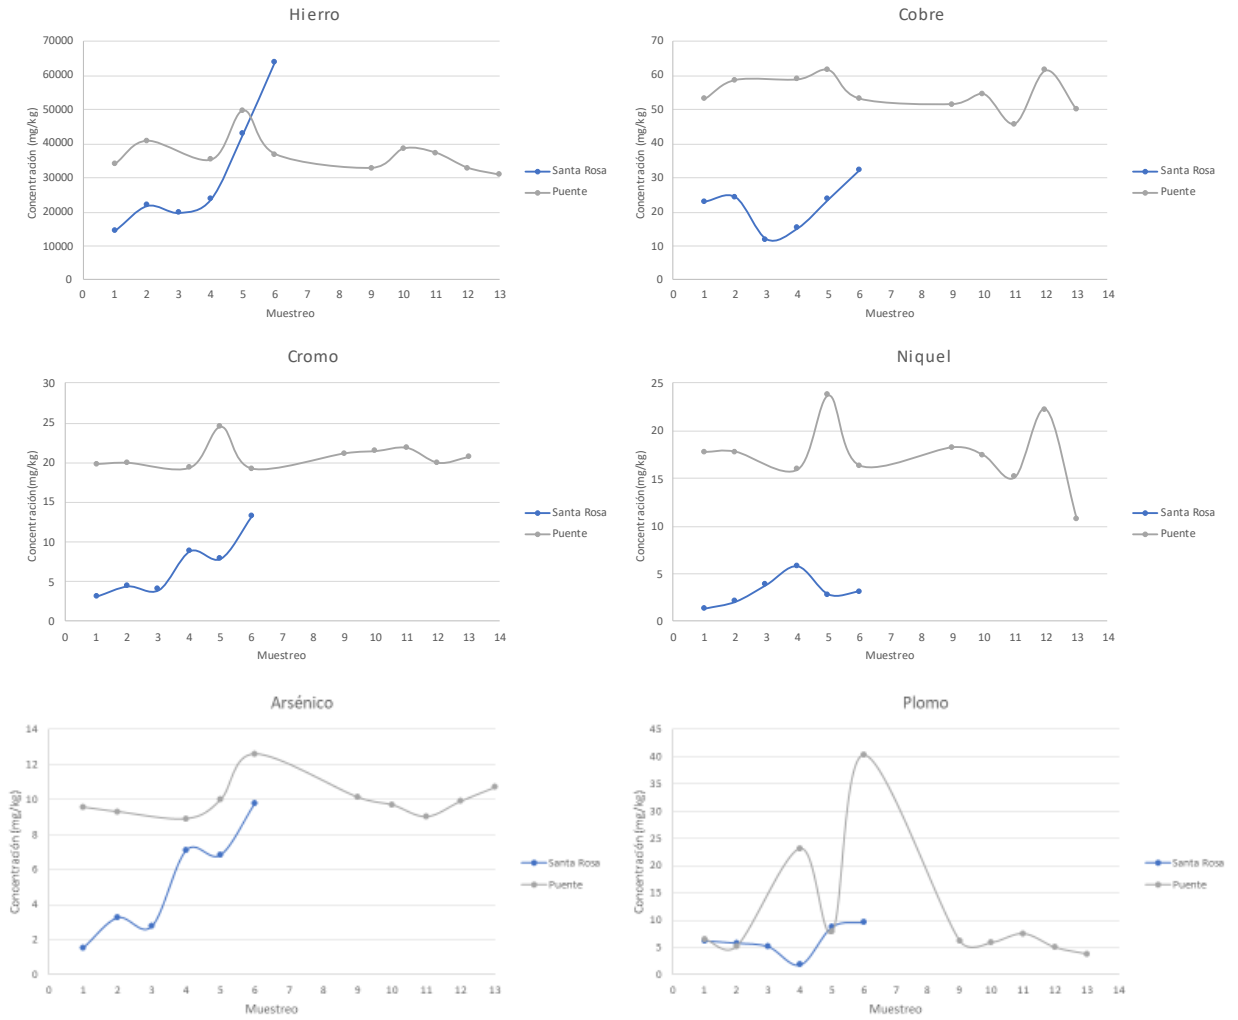 Hierro
Concentración (mg/kg)
70000
60000
50000
40000
30000
20000
10000
0
0 1 2 3 4 5 6 7 8 9 10 11 12 13
Muestreo
Santa Rosa
Puente
Cobre
Concentración (mg/kg)
70
60
50
40
30
20
10
0
0 1 2 3 4 5 6 7 8 9 10 11 12 13 14
Muestreo
Santa Rosa
Puente
Cromo
Concentración(mg/kg)
30
25
20
15
10
5
0
0 1 2 3 4 5 6 7 8 9 10 11 12 13 14
Muestreo
Santa Rosa
Puente
Niquel
Concentración(mg/kg)
25
20
15
10
5
0
0 1 2 3 4 5 6 7 8 9 10 11 12 13 14
Muestreo
Santa Rosa
Puente
Arsénico
Concentración (mg/kg)
14
12
10
8
6
4
2
0
0 1 2 3 4 5 6 7 8 9 10 11 12 13
Muestreo
Santa Rosa
Puente
Plomo
Concentración (mg/kg)
45
40
35
30
25
20
15
10
5
0
0 1 2 3 4 5 6 7 8 9 10 11 12 13 14
Muestreo
Santa Rosa
Puente